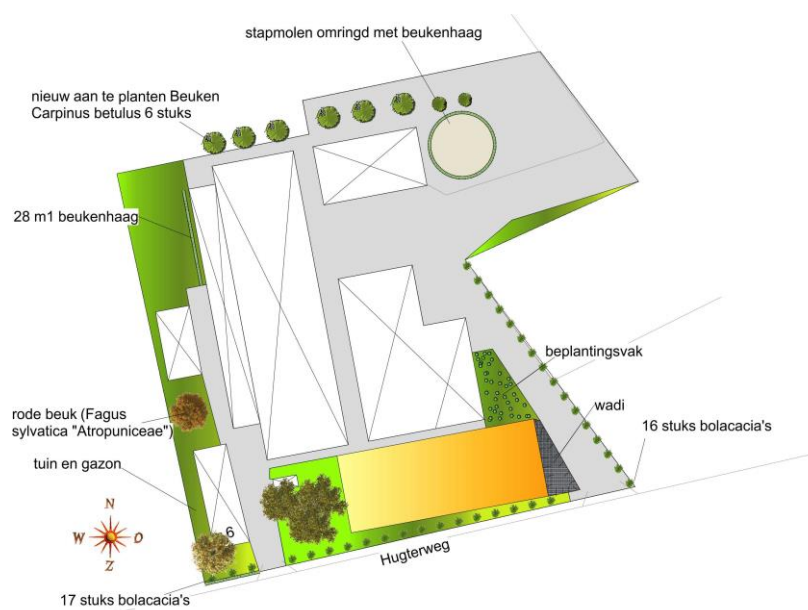 stapmolen omringd met beukenhaag
nieuw aan te planten Beuken
Carpinus betulus 6 stuks
28 m1 beukenhaag
beplantingsvak
wadi
rode beuk (Fagus
sylvatica "Atropuniceae")
16 stuks bolacacia's
tuin en gazon
N
W O
Z
6
Hugterweg
17 stuks bolacacia's